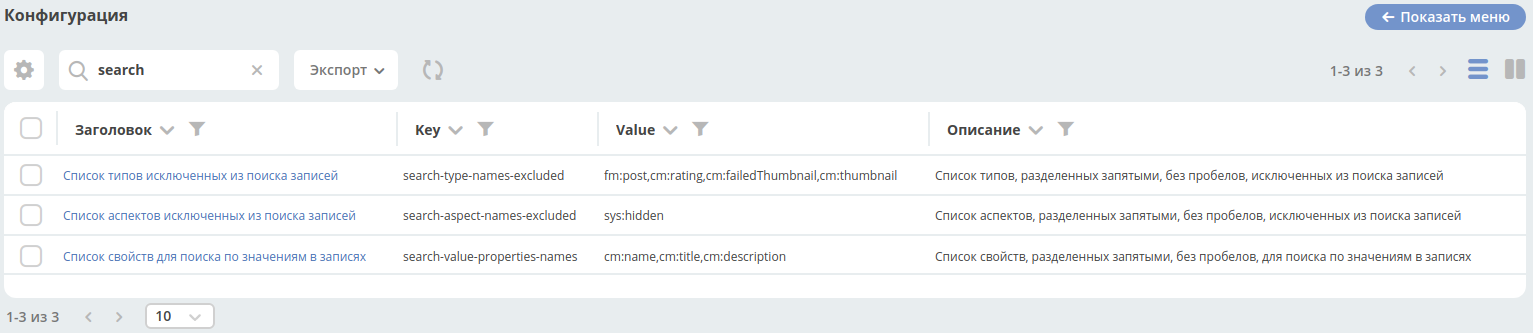 Конфигурация
Показать меню
search
Экспорт
1-3 из 3
Заголовок Key Value Описание
Список типов исключенных из поиска записей search-type-names-excluded fm:post,cm:rating,cm:failedThumbnail,cm:thumbnail Список типов, разделенных запятыми, без пробелов, исключенных из поиска записей
Список аспектов исключенных из поиска записей search-aspect-names-excluded sys:hidden Список аспектов, разделенных запятыми, без пробелов, исключенных из поиска записей
Список свойств для поиска по значениям в записях search-value-properties-names cm:name,cm:title,cm:description Список свойств, разделенных запятыми, без пробелов, для поиска по значениям в записях
1-3 из 3
10